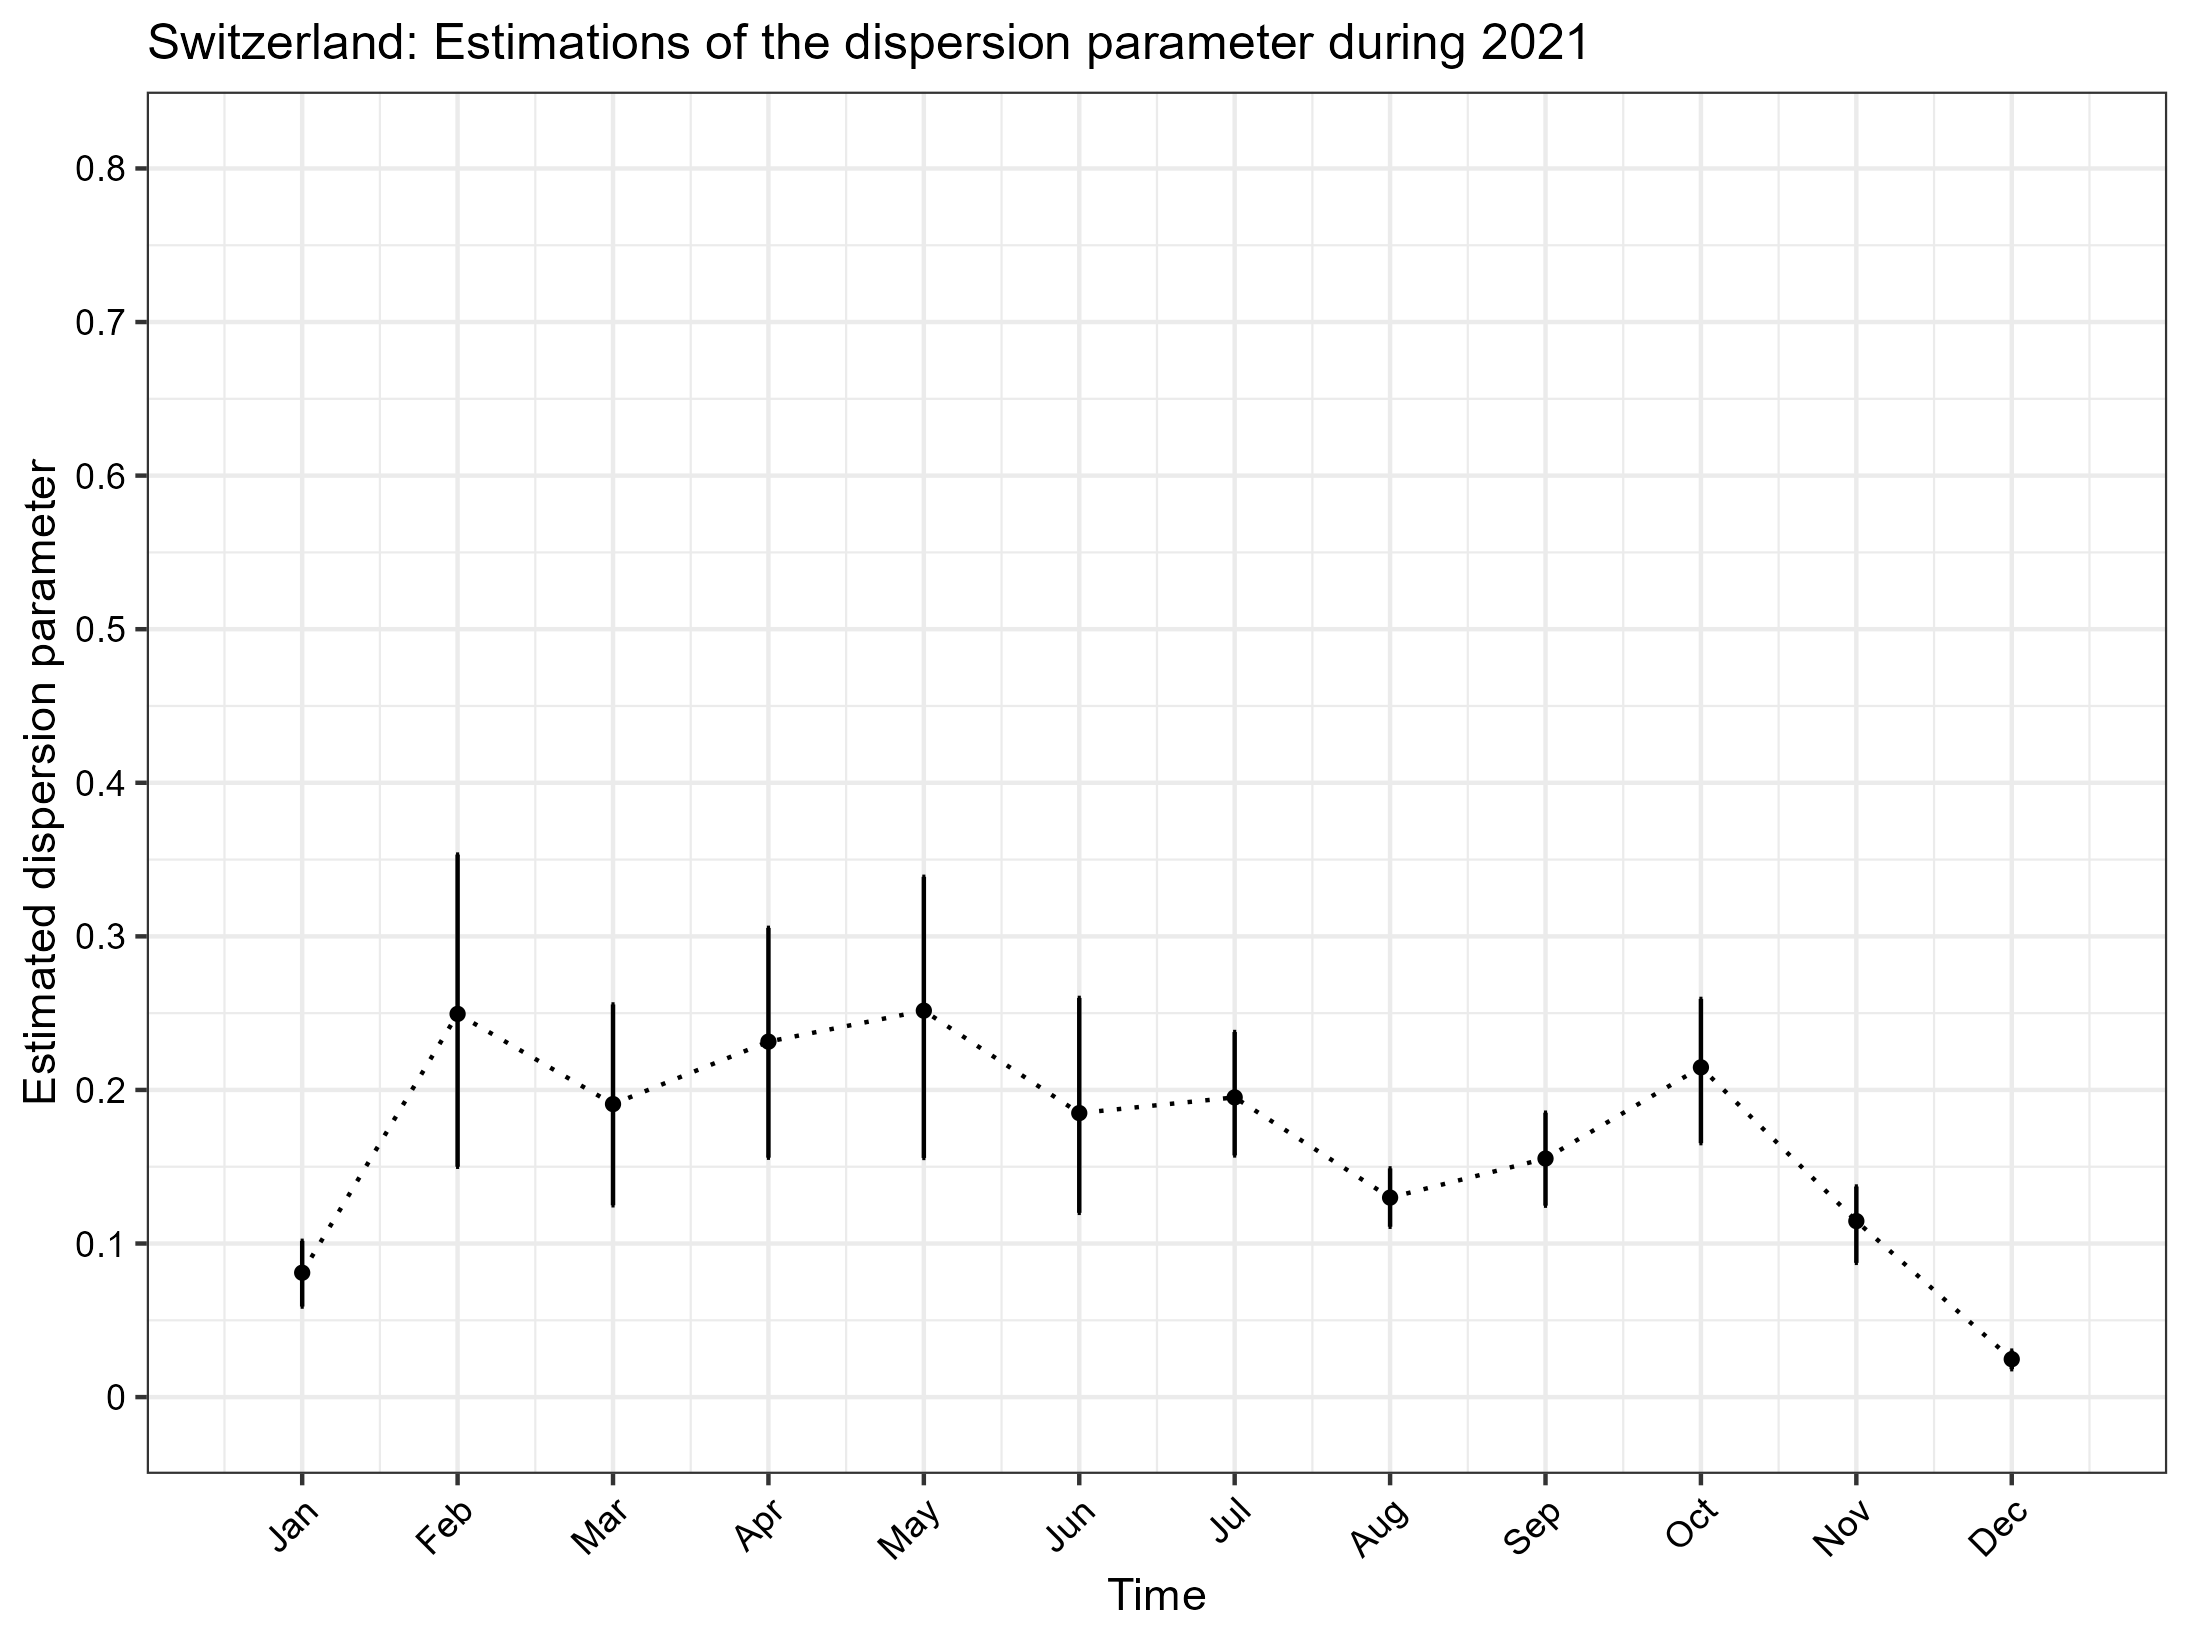 Switzerland: Estimations of the dispersion parameter during 2021
Estimated dispersion parameter
0.8
0.7
0.6
0.5
0.4
0.3
0.2
0.1
0
Jan Feb Mar Apr May Jun Jul Aug Sep Oct Nov Dec
Time